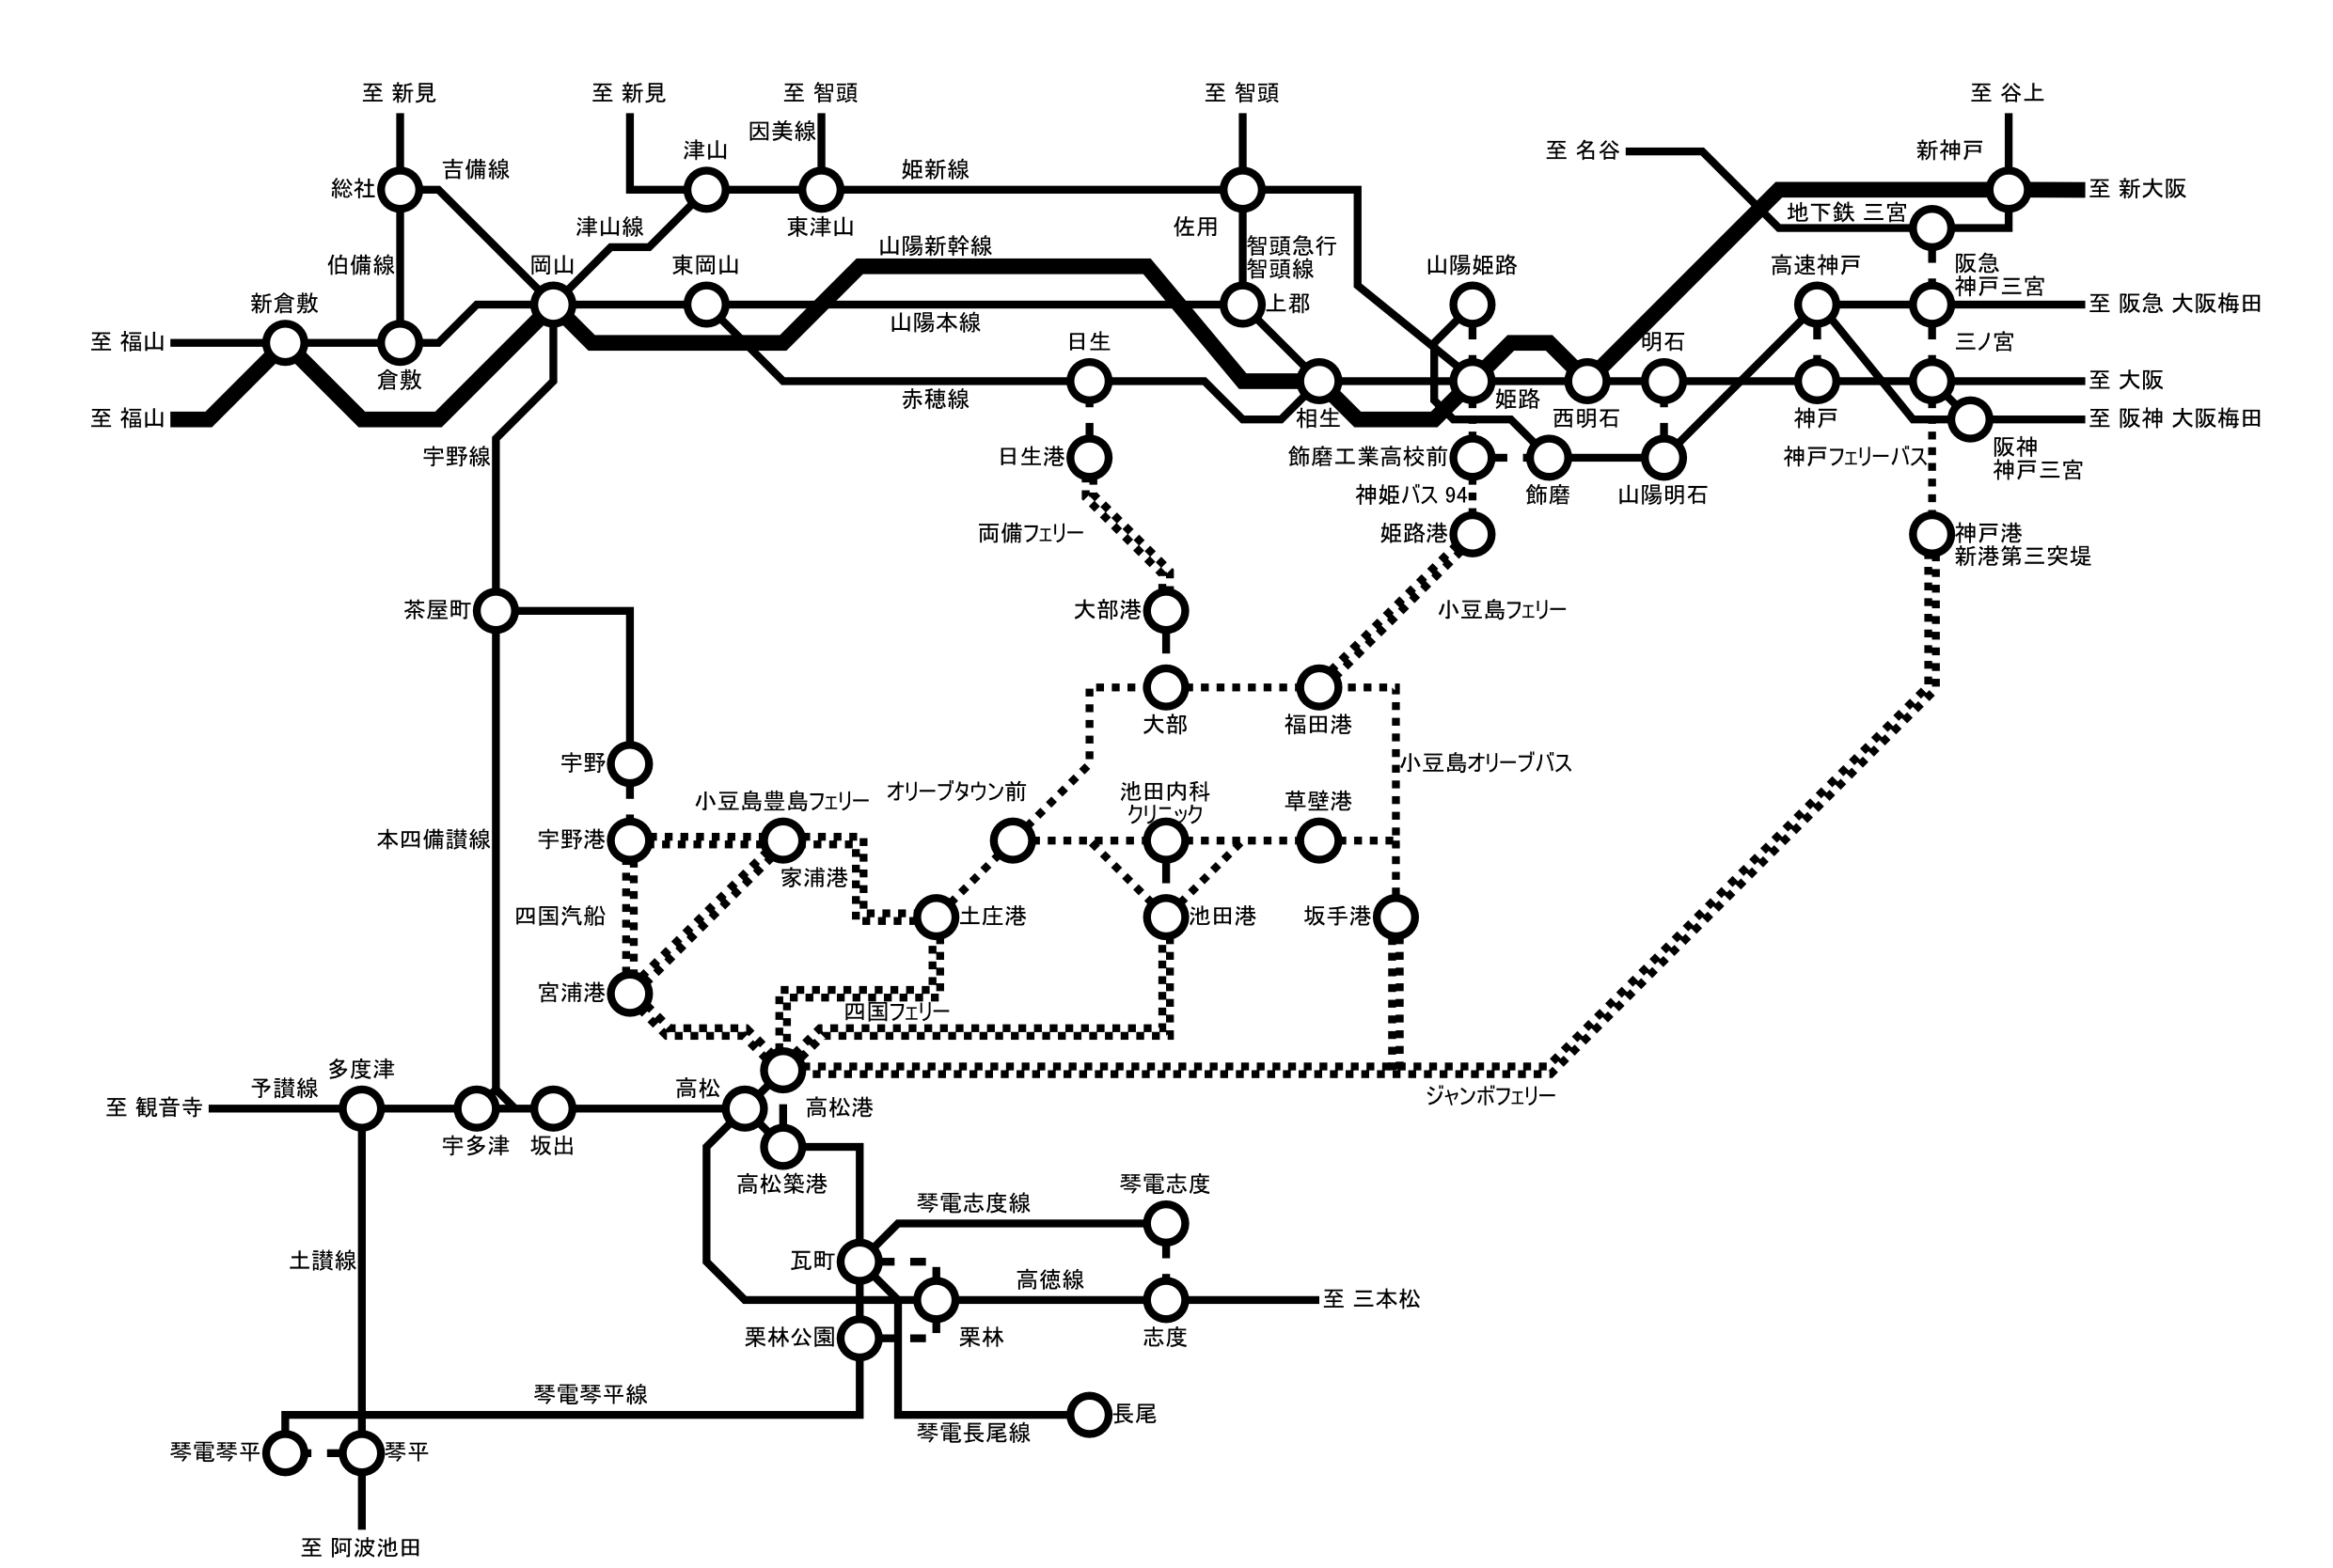 至 新見
至 新見
至 智頭
至 智頭
至 谷上
因美線
津山
至 名谷
新神戸
吉備線
姫新線
総社
至 新大阪
津山線
東津山
佐用
地下鉄 三宮
山陽新幹線
智頭急行
智頭線
伯備線
岡山
東岡山
山陽姫路
高速神戸
阪急
神戸三宮
新倉敷
上郡
至 阪急 大阪梅田
山陽本線
至 福山
日生
明石
三ノ宮
倉敷
至 大阪
赤穂線
姫路
至 福山
相生
西明石
神戸
至 阪神 大阪梅田
宇野線
日生港
飾磨工業高校前
神戸フェリーバス
阪神
神戸三宮
神姫バス 94
飾磨
山陽明石
両備フェリー
姫路港
神戸港
新港第三突堤
茶屋町
大部港
小豆島フェリー
大部
福田港
宇野
小豆島オリーブバス
小豆島豊島フェリー
オリーブタウン前
池田内科
クリニック
草壁港
本四備讃線
宇野港
家浦港
四国汽船
土庄港
池田港
坂手港
宮浦港
四国フェリー
多度津
予讃線
高松
ジャンボフェリー
至 観音寺
高松港
宇多津
坂出
高松築港
琴電志度
琴電志度線
土讃線
瓦町
高徳線
至 三本松
栗林公園
栗林
志度
琴電琴平線
長尾
琴電長尾線
琴電琴平
琴平
至 阿波池田